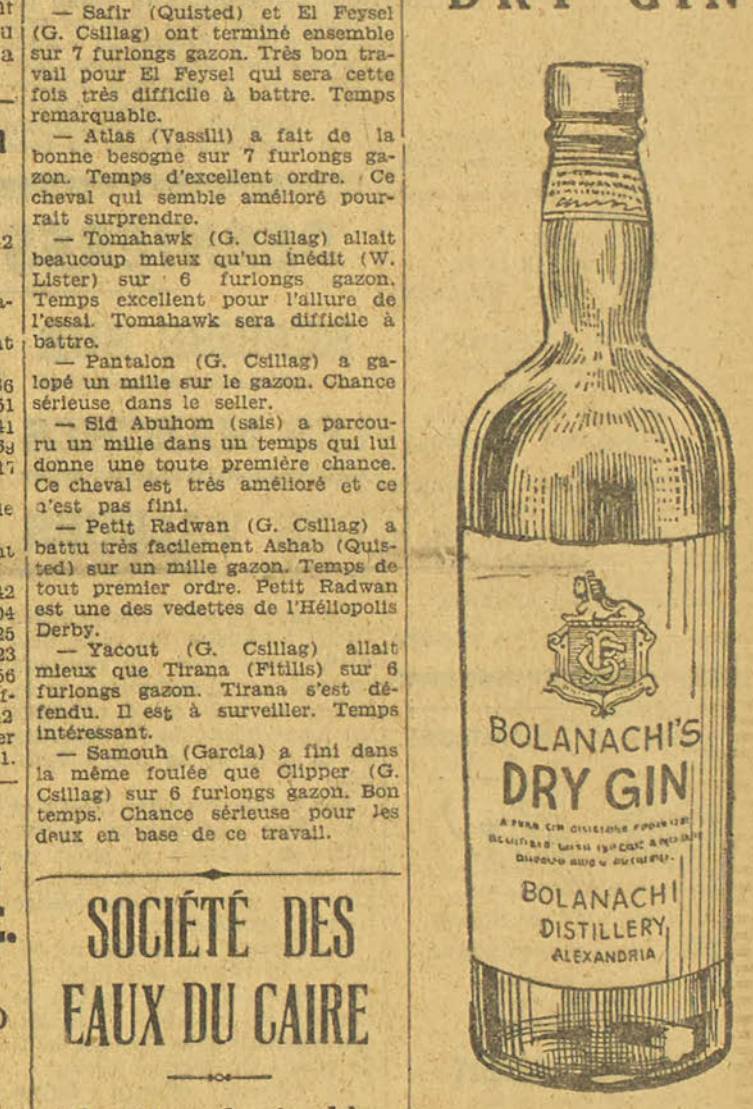 — Safir (Quisted) et El Feysel
(G. Csillag) ont terminé ensemble
sur 7 furlongs gazon. Très bon tra-
vail pour El Feysel qui sera cette
fois très difficile à battre. Temps
remarquable.
— Atlas (Vassili) a fait de la
bonne besogne sur 7 furlongs ga-
zon. Temps d'excellent ordre. Ce
cheval qui semble amélioré pour-
rait surprendre.
— Tomahawk (G. Csillag) allait
beaucoup mieux qu'un inédit (W.
Lister) sur 6 furlongs gazon.
Temps excellent pour l'allure de
l'essai. Tomahawk sera difficile à
battre.
— Pantalon (G. Csillag) a ga-
lopé un mille sur le gazon. Chance
sérieuse dans le seller.
— Sid Abuhom (sais) a parcou-
ru un mille dans un temps qui lui
donne une toute première chance.
Ce cheval est très amélioré et ce
n'est pas fini.
— Petit Radwan (G. Csillag) a
battu très facilement Ashab (Quis-
ted) sur un mille gazon. Temps de
tout premier ordre. Petit Radwan
est une des vedettes de l'Héliopolis
Derby.
— Yacout (G. Csillag) allait
mieux que Tirana (Fitilis) sur 6
furlongs gazon. Tirana s'est dé-
fendu. Il est à surveiller. Temps
intéressant.
— Samouh (Garcia) a fini dans
la même foulée que Clipper (G.
Csillag) sur 6 furlongs gazon. Bon
temps. Chance sérieuse pour les
deux en base de ce travail.
SOCIÉTÉ DES
EAUX DU CAIRE
DRY GIN
BOLANACHI'S
DRY GIN
BOLANACHI
DISTILLERY
ALEXANDRIA